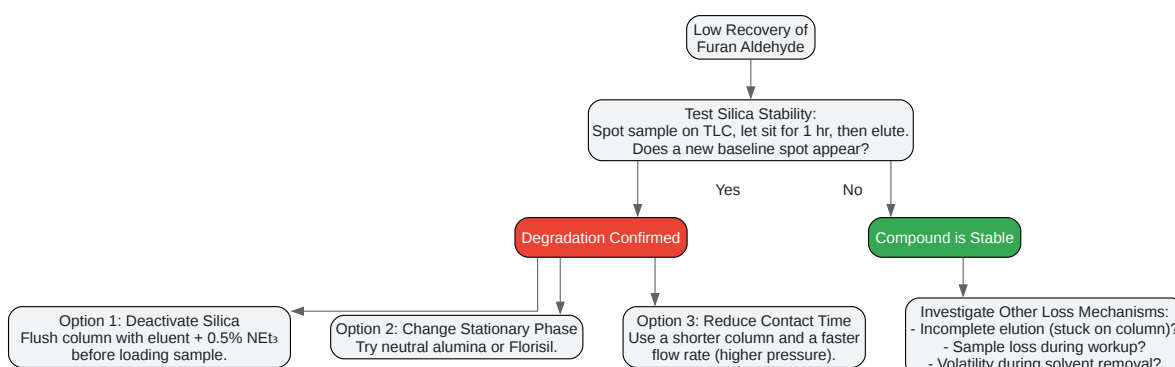 Low Recovery of
Furan Aldehyde
Test Silica Stability:
Spot sample on TLC, let sit for 1 hr, then elute.
Does a new baseline spot appear?
Yes
No
Degradation Confirmed
Compound is Stable
Option 1: Deactivate Silica
Flush column with eluent + 0.5% NEt₃
before loading sample.
Option 2: Change Stationary Phase
Try neutral alumina or Florisil.
Option 3: Reduce Contact Time
Use a shorter column and a faster
flow rate (higher pressure).
Investigate Other Loss Mechanisms:
- Incomplete elution (stuck on column)?
- Sample loss during workup?
- Volatility during solvent removal?